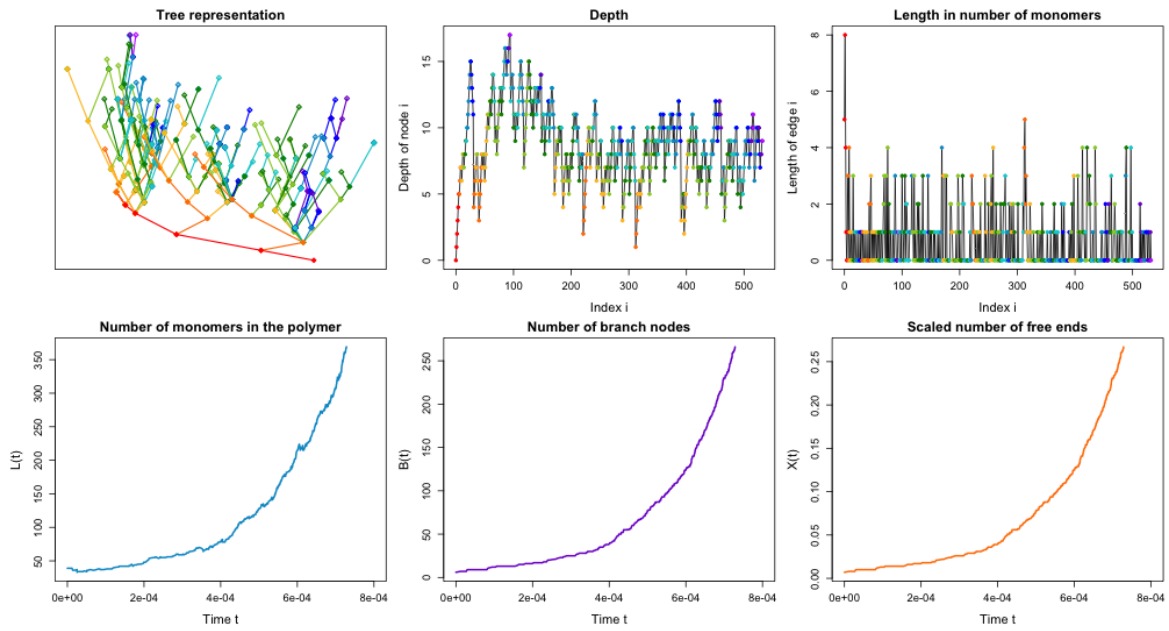 Tree representation
Depth
Depth of node i
15
10
5
0
0 100 200 300 400 500
Index i
Length in number of monomers
Length of edge i
8
6
4
2
0
0 100 200 300 400 500
Index i
Number of monomers in the polymer
L(t)
350
300
250
200
150
100
50
0e+00 2e-04 4e-04 6e-04 8e-04
Time t
Number of branch nodes
B(t)
250
200
150
100
50
0
0e+00 2e-04 4e-04 6e-04 8e-04
Time t
Scaled number of free ends
X(t)
0.25
0.20
0.15
0.10
0.05
0.00
0e+00 2e-04 4e-04 6e-04 8e-04
Time t